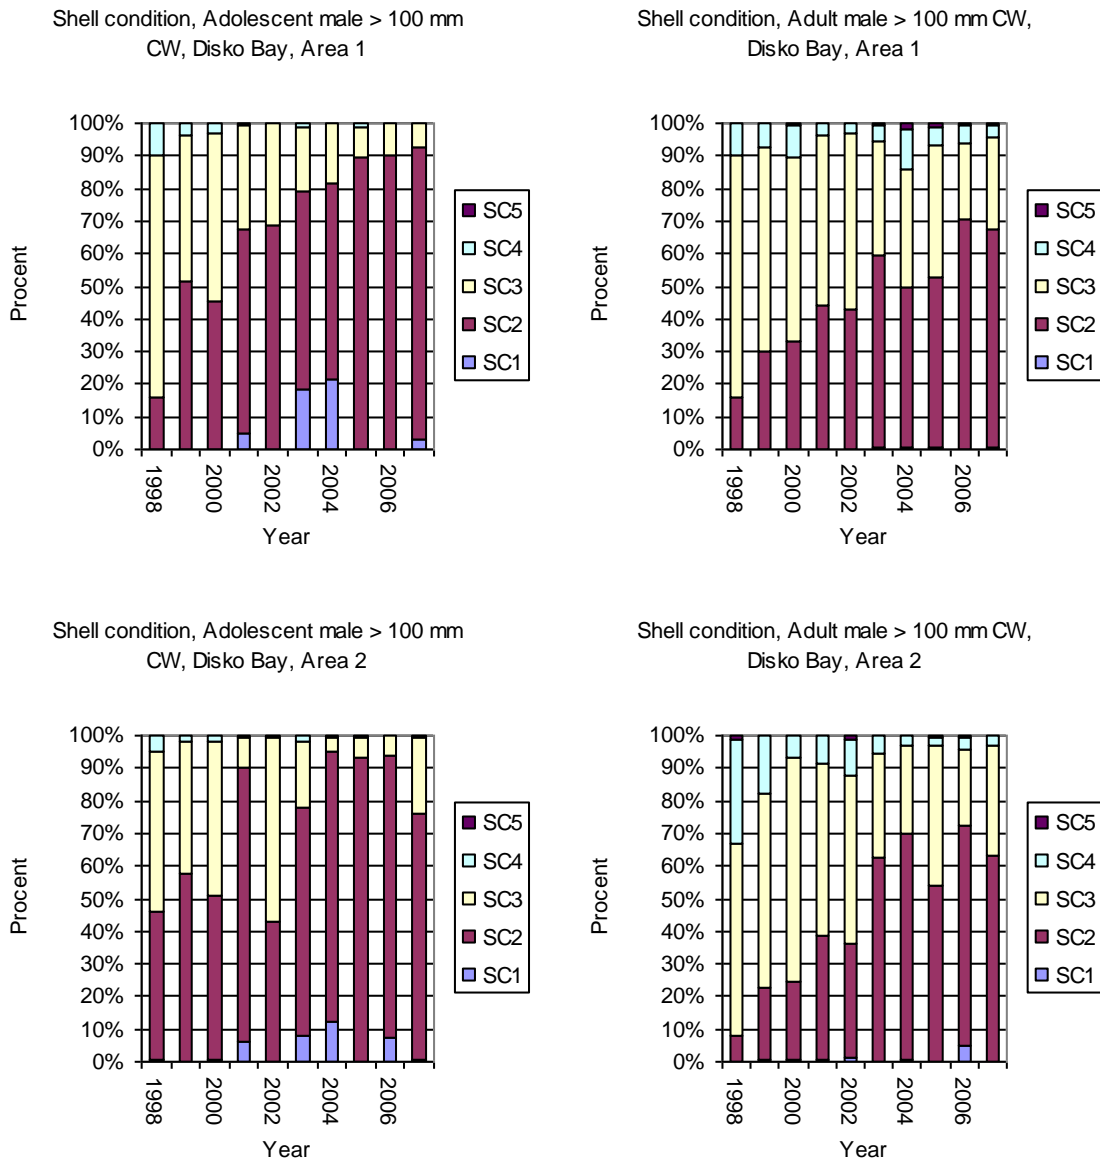 Shell condition, Adolescent male > 100 mm
CW, Disko Bay, Area 1
100%
90%
80%
70%
60%
50%
40%
30%
20%
10%
0%
Procent
1998
2000
2002
2004
2006
Year
SC5
SC4
SC3
SC2
SC1
Shell condition, Adult male > 100 mm CW,
Disko Bay, Area 1
100%
90%
80%
70%
60%
50%
40%
30%
20%
10%
0%
Procent
1998
2000
2002
2004
2006
Year
SC5
SC4
SC3
SC2
SC1
Shell condition, Adolescent male > 100 mm
CW, Disko Bay, Area 2
100%
90%
80%
70%
60%
50%
40%
30%
20%
10%
0%
Procent
1998
2000
2002
2004
2006
Year
SC5
SC4
SC3
SC2
SC1
Shell condition, Adult male > 100 mm CW,
Disko Bay, Area 2
100%
90%
80%
70%
60%
50%
40%
30%
20%
10%
0%
Procent
1998
2000
2002
2004
2006
Year
SC5
SC4
SC3
SC2
SC1